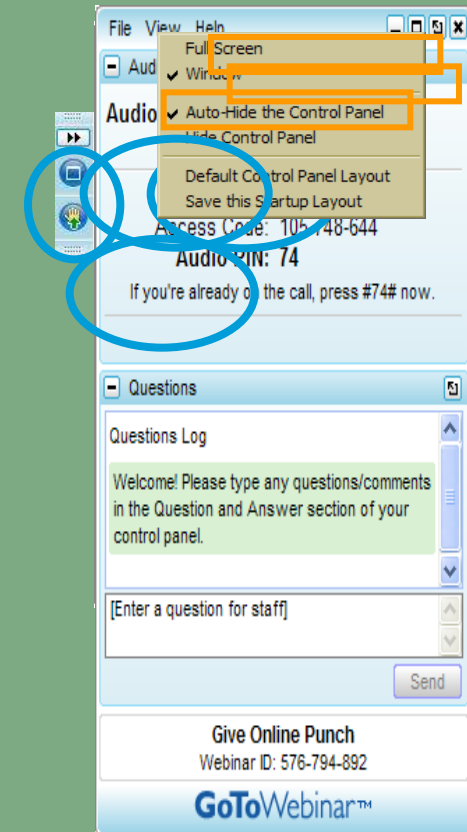 File View Help
Full Screen
Aud
✔ Window
Audio
✔ Auto-Hide the Control Panel
Hide Control Panel
Default Control Panel Layout
Save this Startup Layout
Access Code: 105-748-644
Audio PIN: 74
If you're already on the call, press #74# now.
Questions
Questions Log
Welcome! Please type any questions/comments
in the Question and Answer section of your
control panel.
[Enter a question for staff]
Send
Give Online Punch
Webinar ID: 576-794-892
GoToWebinar™